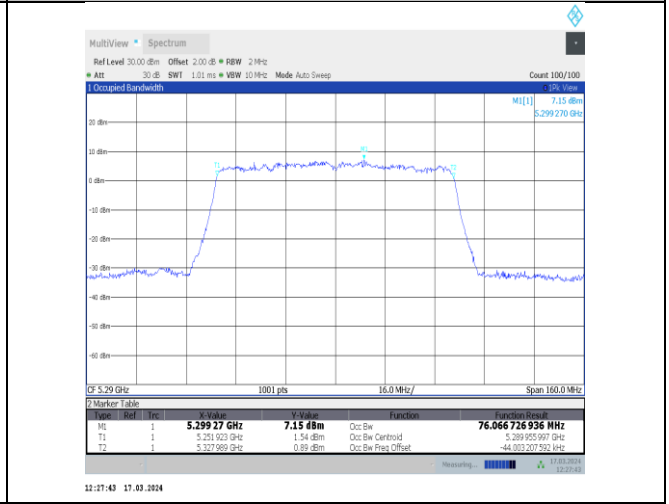 MultiView Spectrum
Ref Level 30.00 dBm Offset 2.00 dB RBW 2 MHz
Att 30 dB SWT 1.01 ms VBW 10 MHz Mode Auto Sweep Count 100/100
1 Occupied Bandwidth 1Pk View
M1[1] 7.15 dBm
5.299 270 GHz
20 dBm
10 dBm
M1
T1
T2
0 dBm
-10 dBm
-20 dBm
-30 dBm
-40 dBm
-50 dBm
-60 dBm
CF 5.29 GHz 1001 pts 16.0 MHz/ Span 160.0 MHz
2 Marker Table
Type Ref Trc X-Value Y-Value Function Function Result
M1 1 5.299 27 GHz 7.15 dBm Occ Bw 76.066 726 936 MHz
T1 1 5.251 923 GHz 1.54 dBm Occ Bw Centroid 5.289 955 997 GHz
T2 1 5.327 989 GHz 0.89 dBm Occ Bw Freq Offset -44.003 207 592 kHz
Measuring... 17.03.2024
12:27:43
12:27:43 17.03.2024